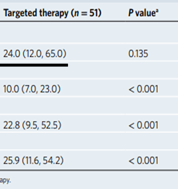 Targeted therapy (n = 51) P valueᵃ
24.0 (12.0, 65.0) 0.135
10.0 (7.0, 23.0) < 0.001
22.8 (9.5, 52.5) < 0.001
25.9 (11.6, 54.2) < 0.001
apy.